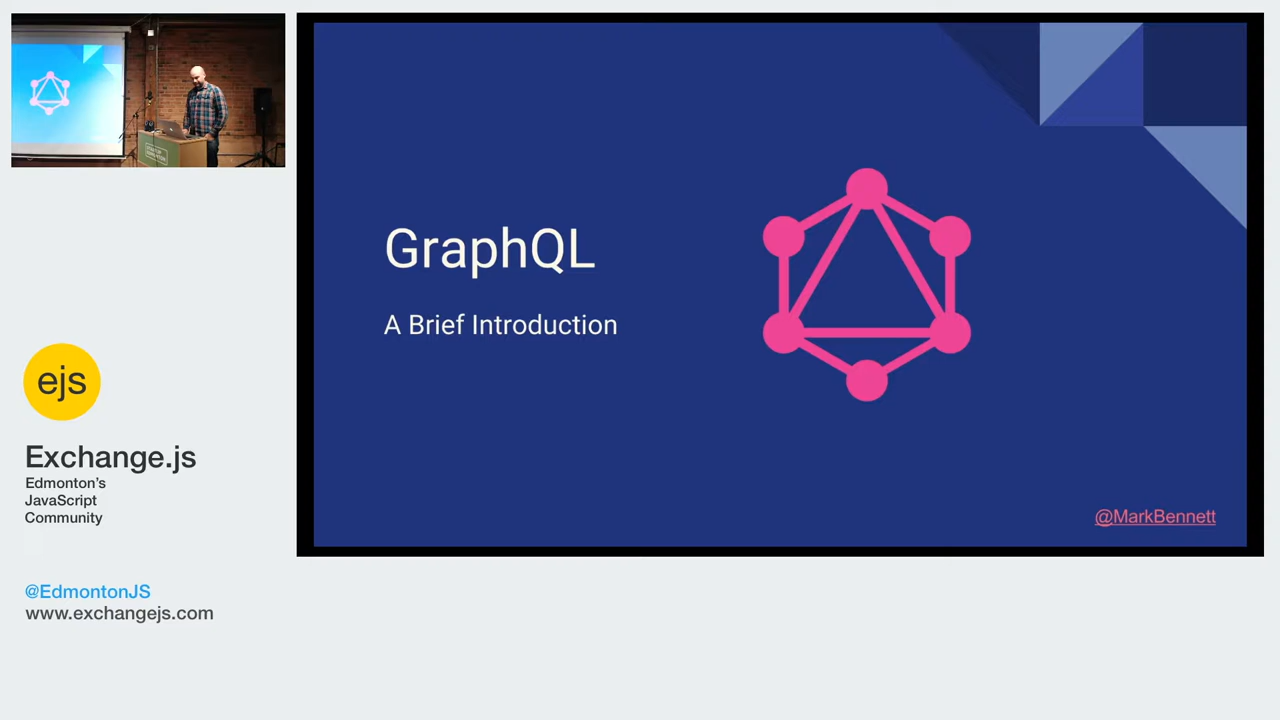 GraphQL
A Brief Introduction
@MarkBennett
ejs
Exchange.js
Edmonton's
JavaScript
Community
@EdmontonJS
www.exchangejs.com